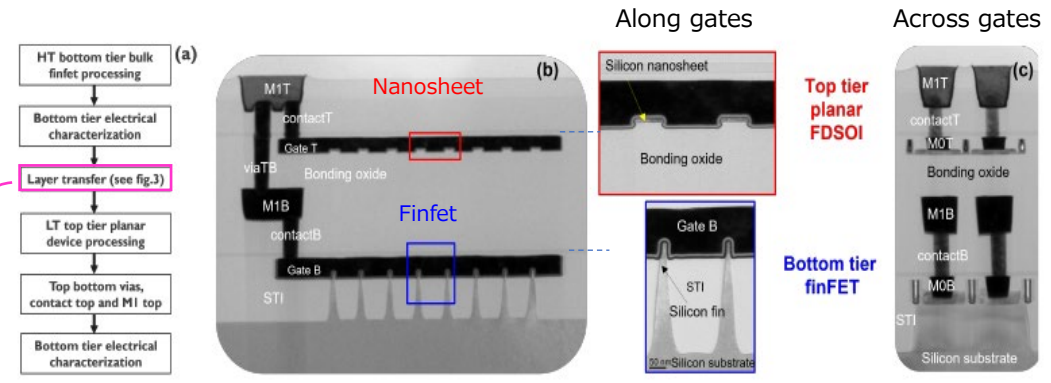 Along gates
Across gates
(a)
HT bottom tier bulk
finfet processing
Bottom tier electrical
characterization
Layer transfer (see fig.3)
LT top tier planar
device processing
Top bottom vias,
contact top and M1 top
Bottom tier electrical
characterization
(b)
M1T
Nanosheet
contactT
Gate T
viaTB
Bonding oxide
M1B
Finfet
contactB
Gate B
STI
Silicon nanosheet
Bonding oxide
Top tier
planar
FDSOI
Gate B
STI
Silicon fin
50 nm
Silicon substrate
Bottom tier
finFET
(c)
M1T
contactT
M0T
Bonding oxide
M1B
contactB
M0B
STI
Silicon substrate